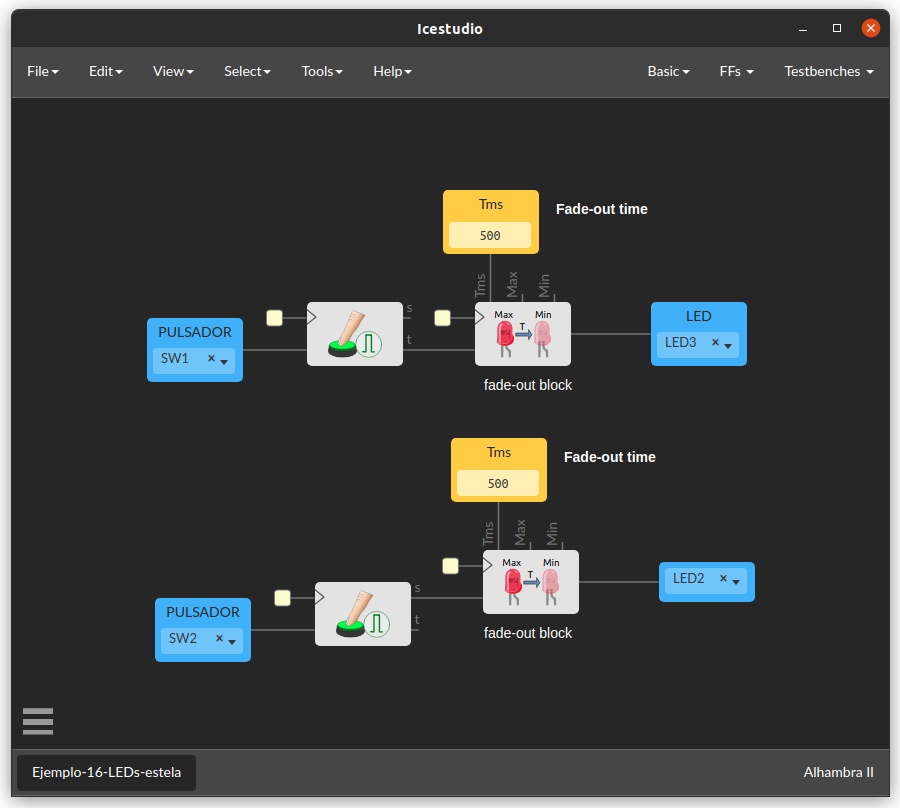 Icestudio
File Edit View Select Tools Help Basic FFs Testbenches
Tms
500
Fade-out time
Tms Max Min
PULSADOR
SW1 ×
s
t
Max T Min
fade-out block
LED
LED3 ×
Tms
500
Fade-out time
Tms Max Min
PULSADOR
SW2 ×
s
t
Max T Min
fade-out block
LED2 ×
Ejemplo-16-LEDs-estela
Alhambra II